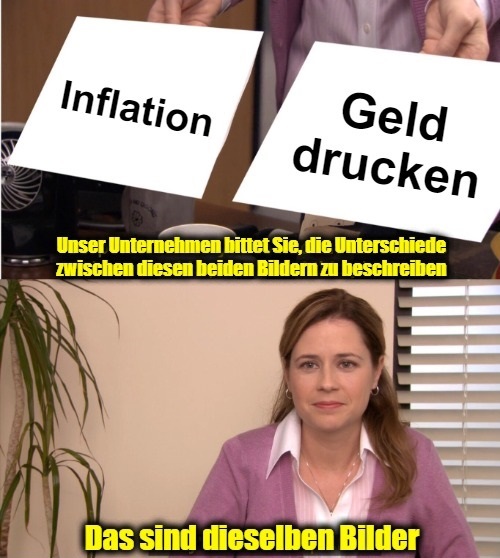 Inflation
Geld
drucken
Unser Unternehmen bittet Sie, die Unterschiede
zwischen diesen beiden Bildern zu beschreiben
Das sind dieselben Bilder